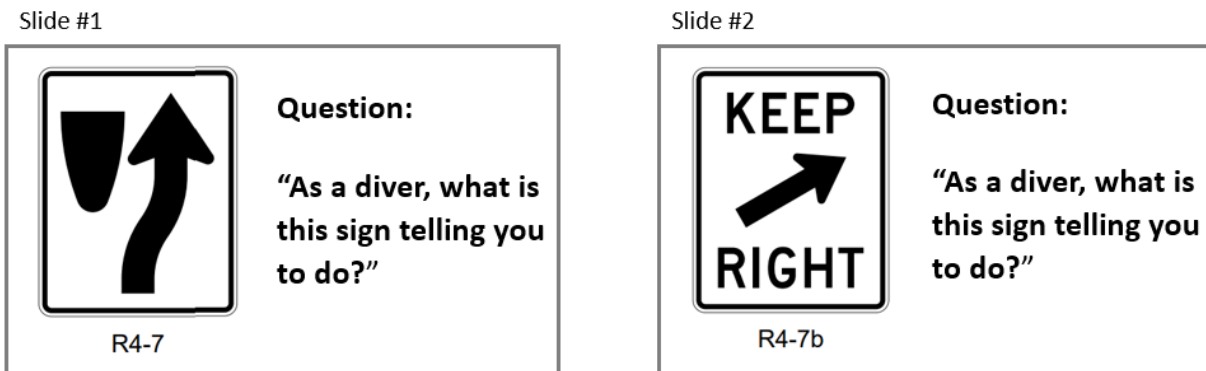 Slide #1
Question:
“As a diver, what is
this sign telling you
to do?”
R4-7
Slide #2
KEEP
RIGHT
Question:
“As a diver, what is
this sign telling you
to do?”
R4-7b